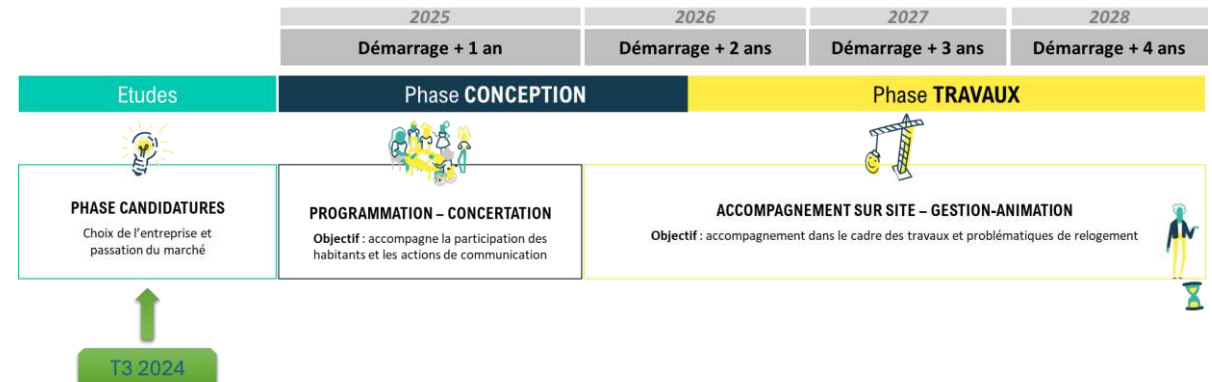 2025
2026
2027
2028
Démarrage + 1 an
Démarrage + 2 ans
Démarrage + 3 ans
Démarrage + 4 ans
Etudes
Phase CONCEPTION
Phase TRAVAUX
PHASE CANDIDATURES
Choix de l'entreprise et
passation du marché
PROGRAMMATION – CONCERTATION
Objectif : accompagne la participation des
habitants et les actions de communication
ACCOMPAGNEMENT SUR SITE – GESTION-ANIMATION
Objectif : accompagnement dans le cadre des travaux et problématiques de relogement
T3 2024